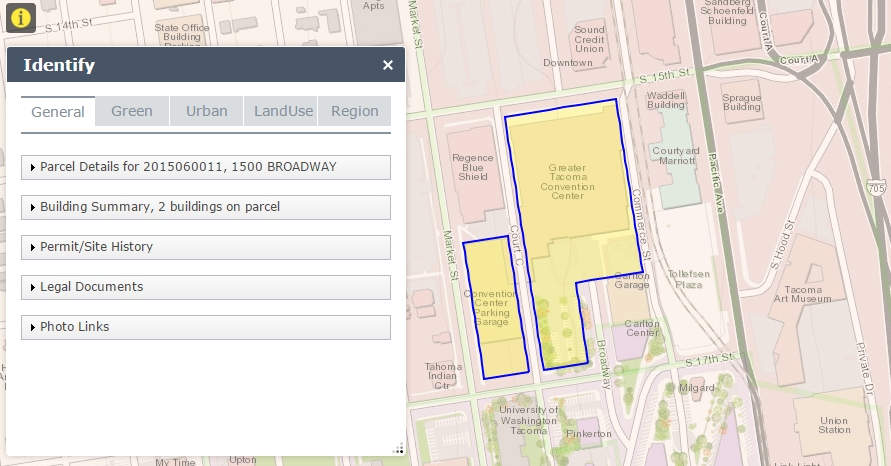 i
Identify
×
General
Green
Urban
LandUse
Region
Parcel Details for 2015060011, 1500 BROADWAY
Building Summary, 2 buildings on parcel
Permit/Site History
Legal Documents
Photo Links
S 14th St
State Office
Building
Apts
Market St
Sound
Credit
Union
Downtown
Sandberg
Schoenfeld
Building
Court A
Court A
S 15th St
Waddell
Building
Sprague
Building
Regence
Blue
Shield
Greater
Tacoma
Convention
Center
Courtyard
Marriott
Pacific Ave
705
Commerce St
Court C
Market St
S Hood St
Convention
Center
Parking
Garage
Carlton
Garage
Tollefsen
Plaza
Tacoma
Art Museum
Carlton
Center
Broadway
S 17th St
Tahoma
Indian
Ctr
Private Dr
Milgard
University of
Washington
Tacoma
Pinkerton
Union
Station
My Time
Upton
Link Light